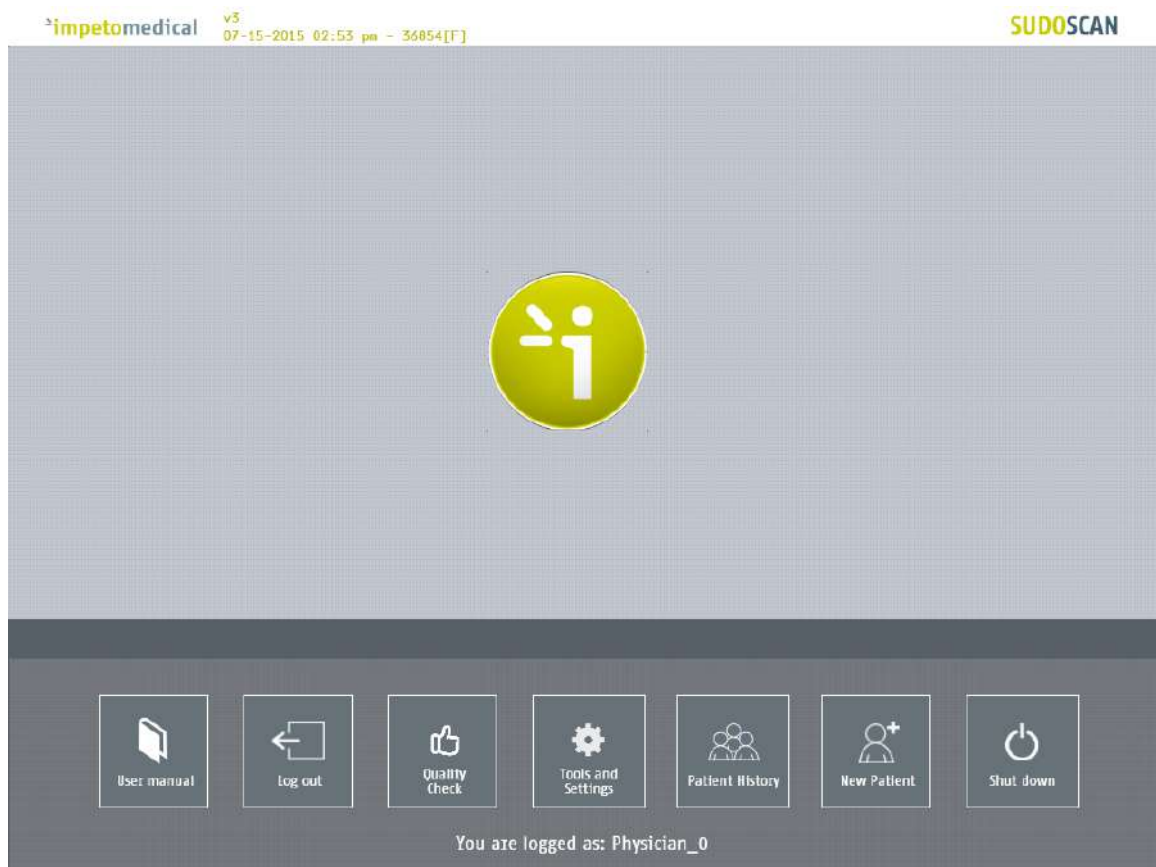 impetomedical
v3
07-15-2015 02:53 pm - 36854[F]
SUDOSCAN
User manual
Log out
Quality
Check
Tools and
Settings
Patient History
New Patient
Shut down
You are logged as: Physician_0